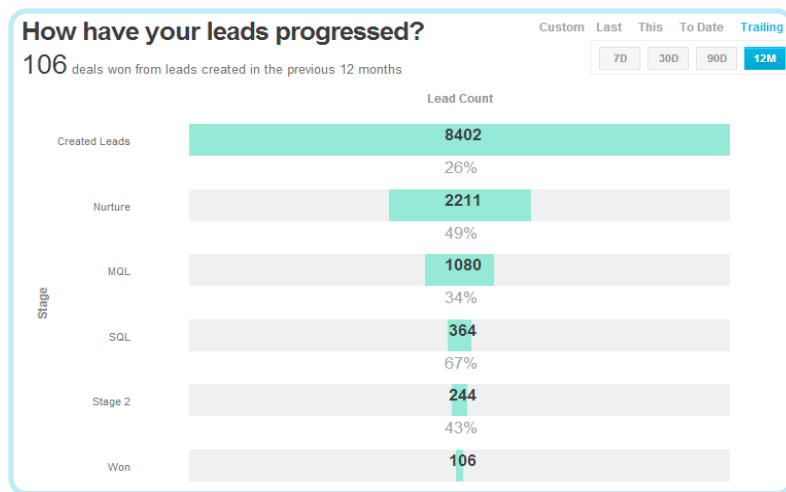 How have your leads progressed?
Custom Last This To Date Trailing
106 deals won from leads created in the previous 12 months
7D 30D 90D 12M
Lead Count
Created Leads 8402
26%
Nurture 2211
49%
MQL 1080
34%
Stage
SQL 364
67%
Stage 2 244
43%
Won 106